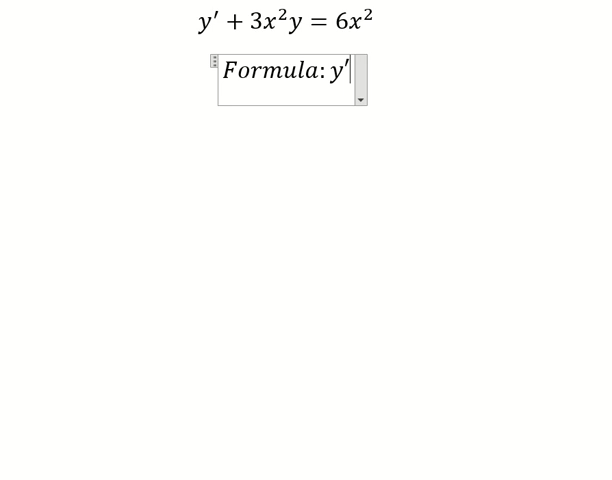 y′ + 3x²y = 6x²
Formula: y′